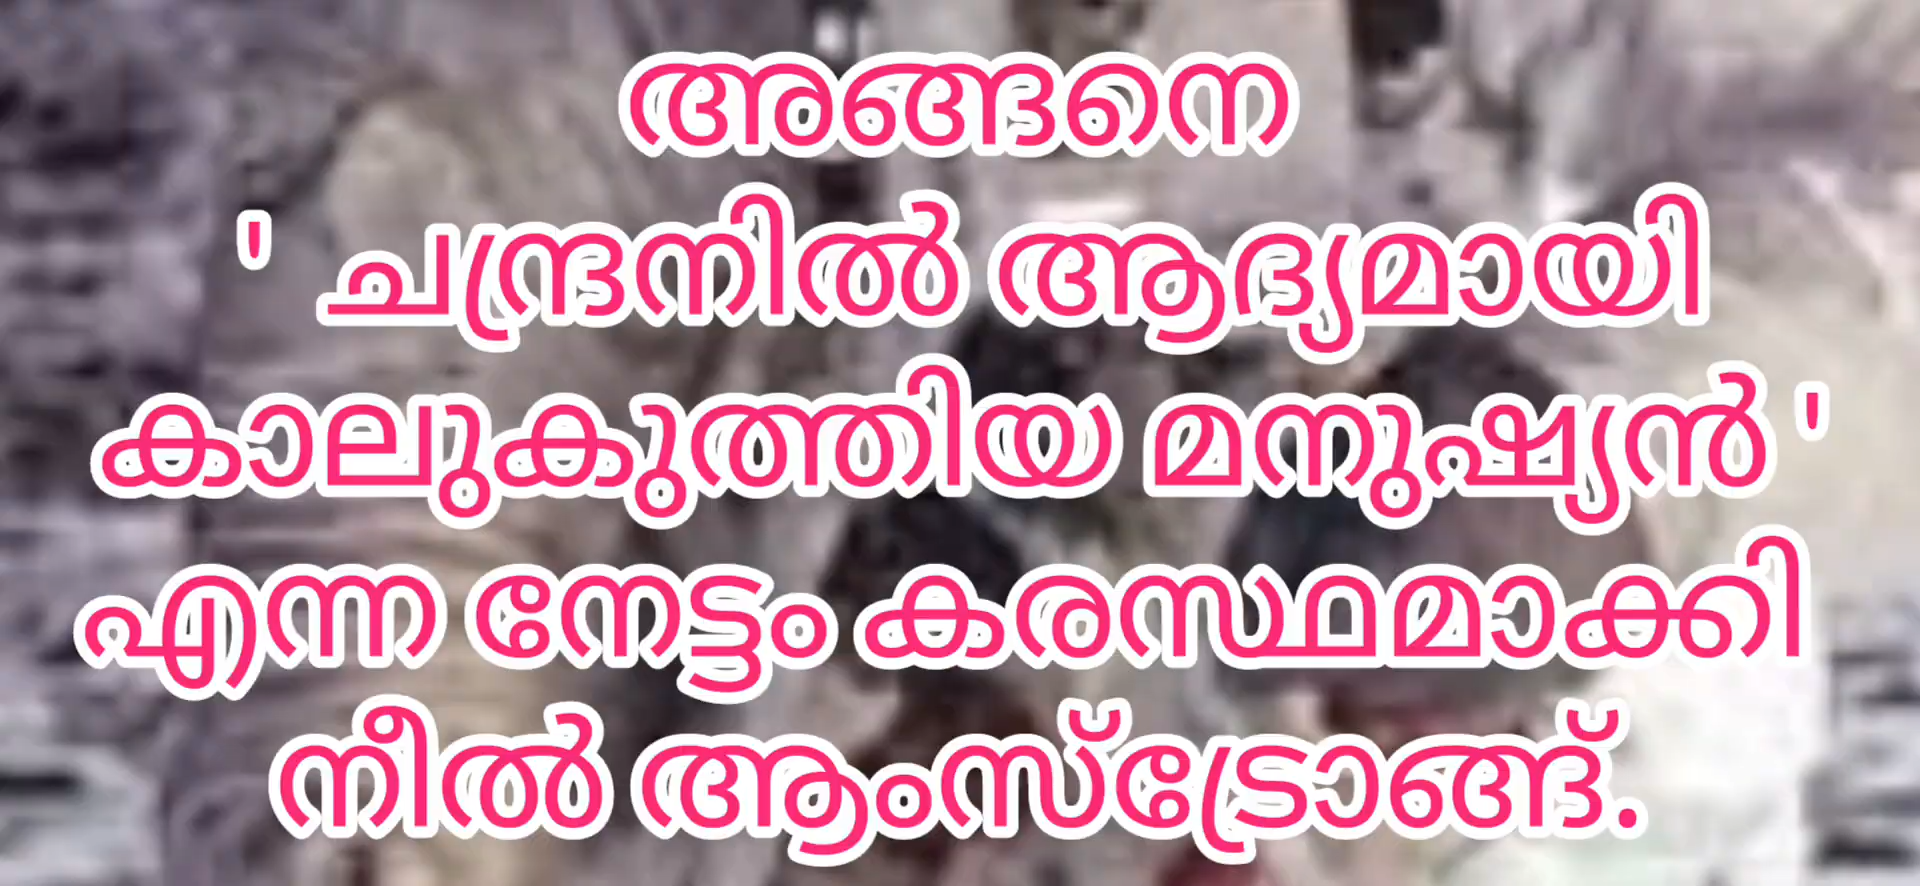 അങ്ങനെ
' ചന്ദ്രനിൽ ആദ്യമായി
കാലുകുത്തിയ മനുഷ്യൻ '
എന്ന നേട്ടം കരസ്ഥമാക്കി
നീൽ ആംസ്ട്രോങ്ങ്.